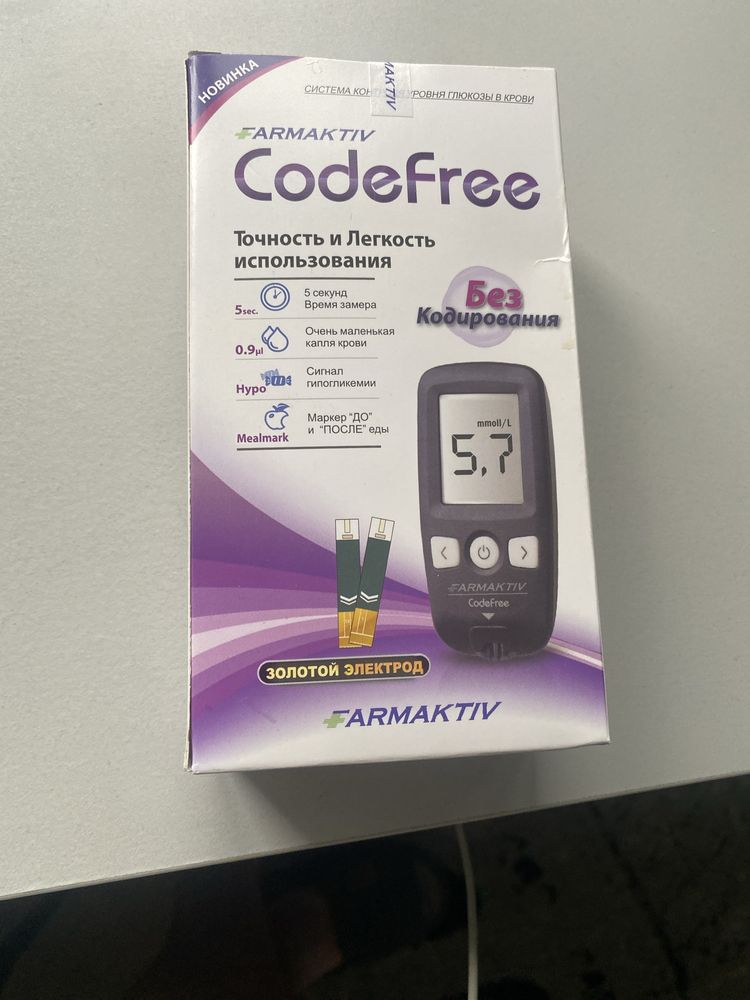 НОВИНКА
СИСТЕМА УРОВНЯ ГЛЮКОЗЫ В КРОВИ
FARMAKTIV
CodeFree
Точность и Легкость
использования
5sec.
5 секунд
Время замера
0.9µl
Очень маленькая
капля крови
Hypo
Сигнал
гипогликемии
Mealmark
Маркер "ДО"
и "ПОСЛЕ" еды
Без
Кодирования
mmoll/L
5,7
FARMAKTIV
CodeFree
ЗОЛОТОЙ ЭЛЕКТРОД
FARMAKTIV